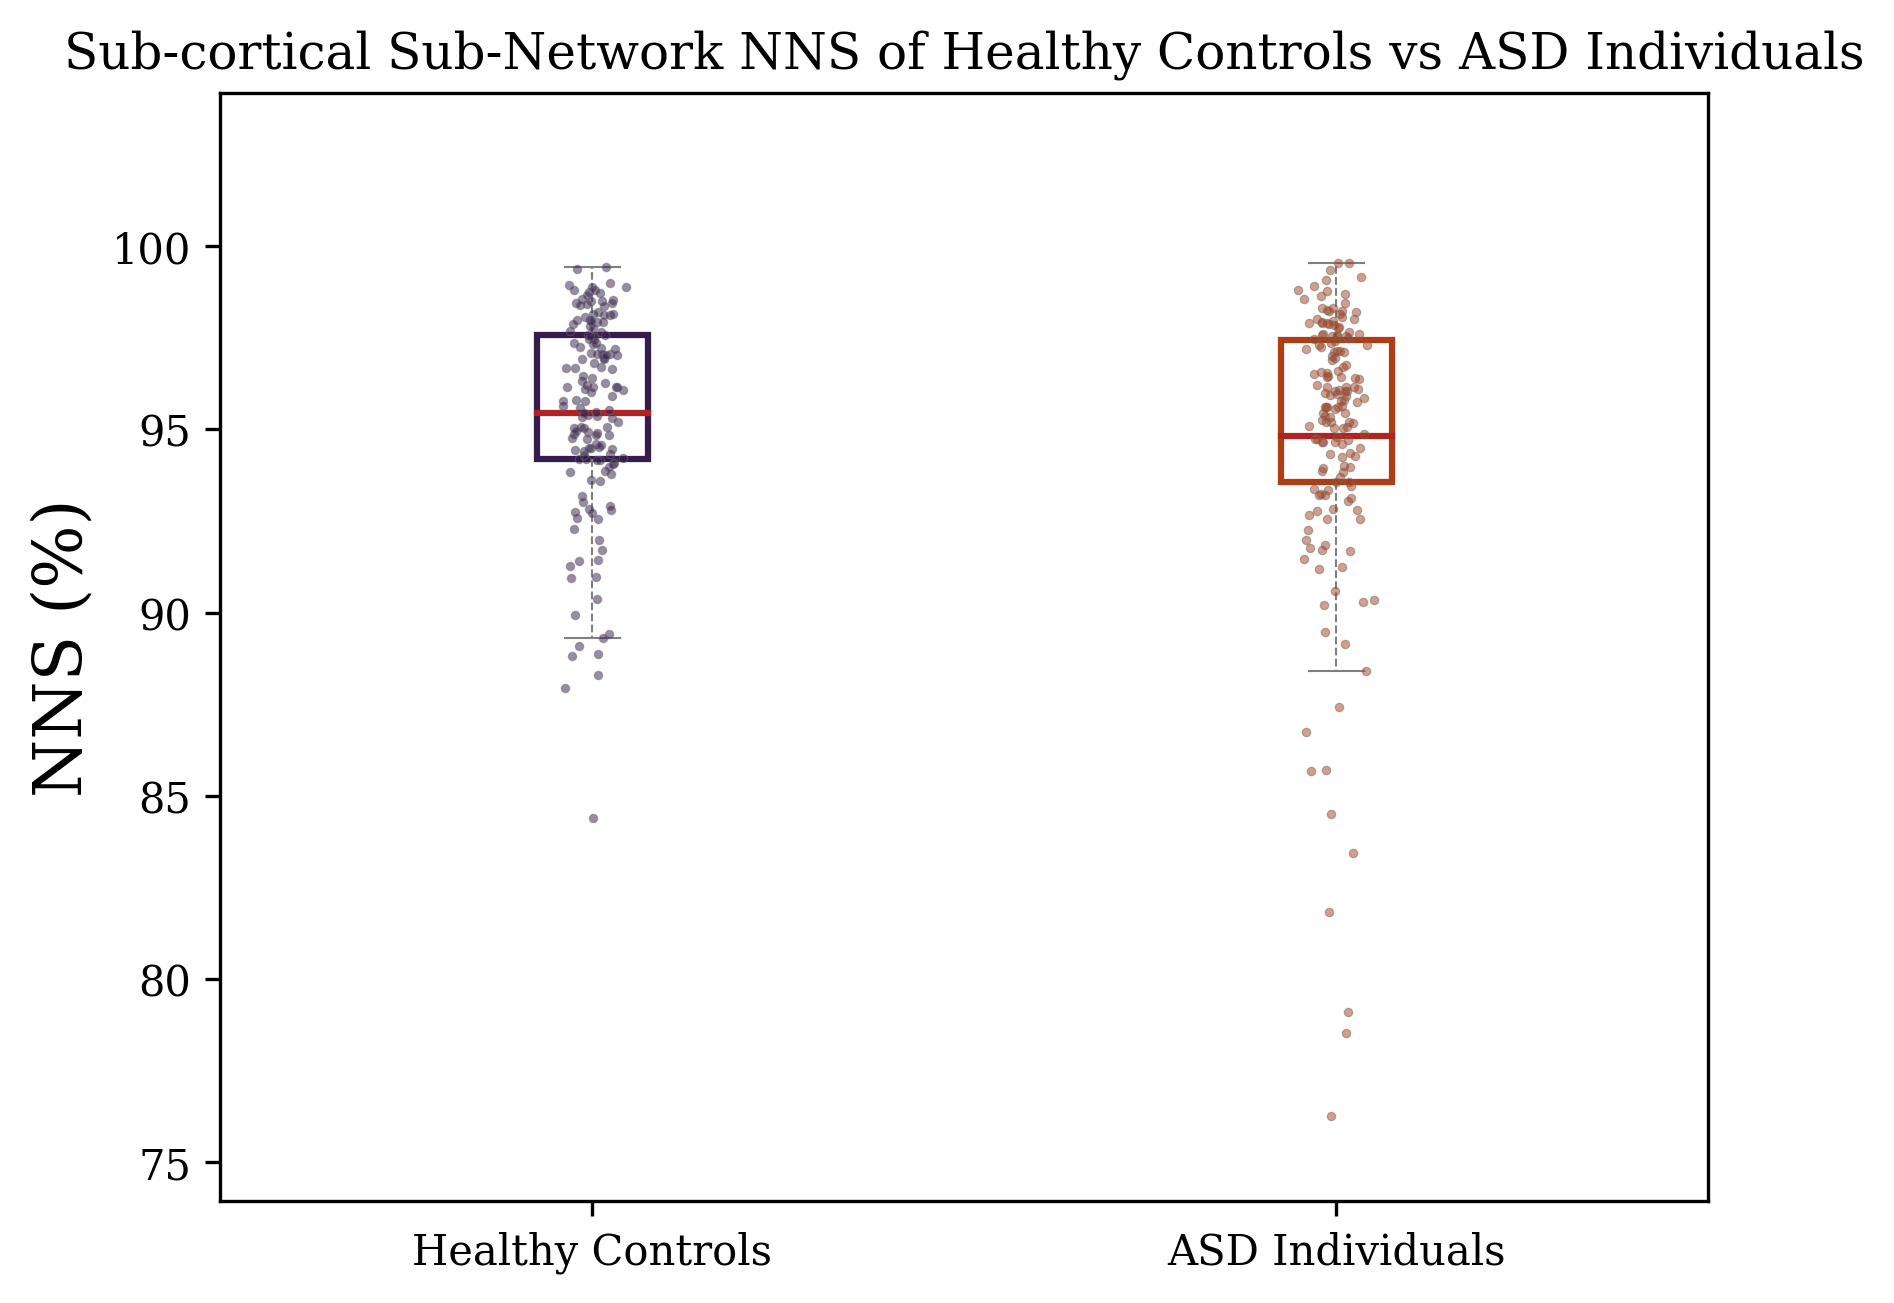 Sub-cortical Sub-Network NNS of Healthy Controls vs ASD Individuals
NNS (%)
100
95
90
85
80
75
Healthy Controls
ASD Individuals